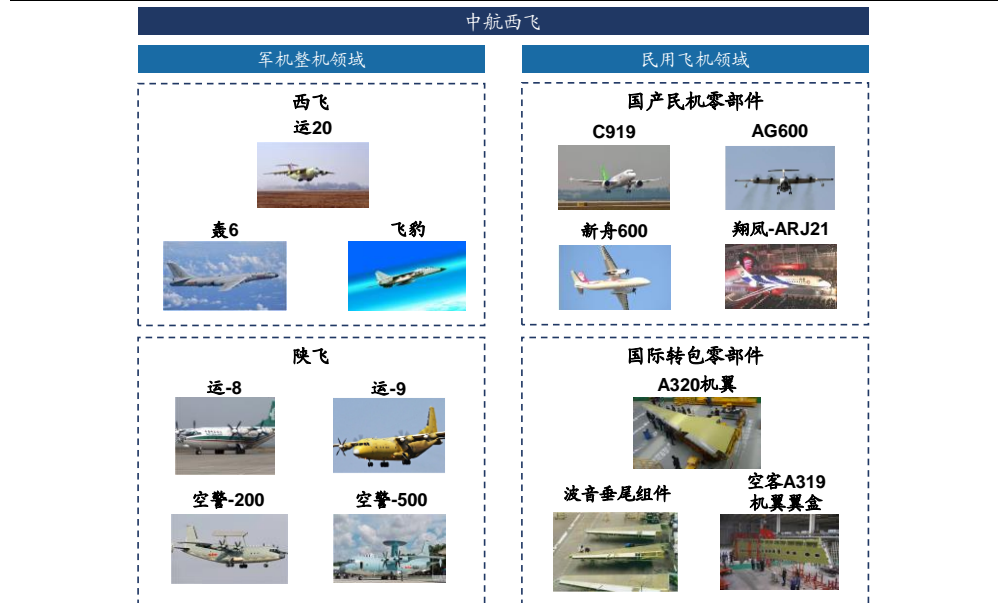 中航西飞
军机整机领域
民用飞机领域
西飞
运20
轰6
飞豹
国产民机零部件
C919
AG600
新舟600
翔凤-ARJ21
陕飞
运-8
运-9
空警-200
空警-500
国际转包零部件
A320机翼
波音垂尾组件
空客A319
机翼翼盒